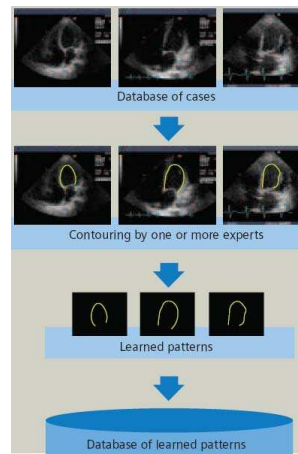 Database of cases
Contouring by one or more experts
Learned patterns
Database of learned patterns